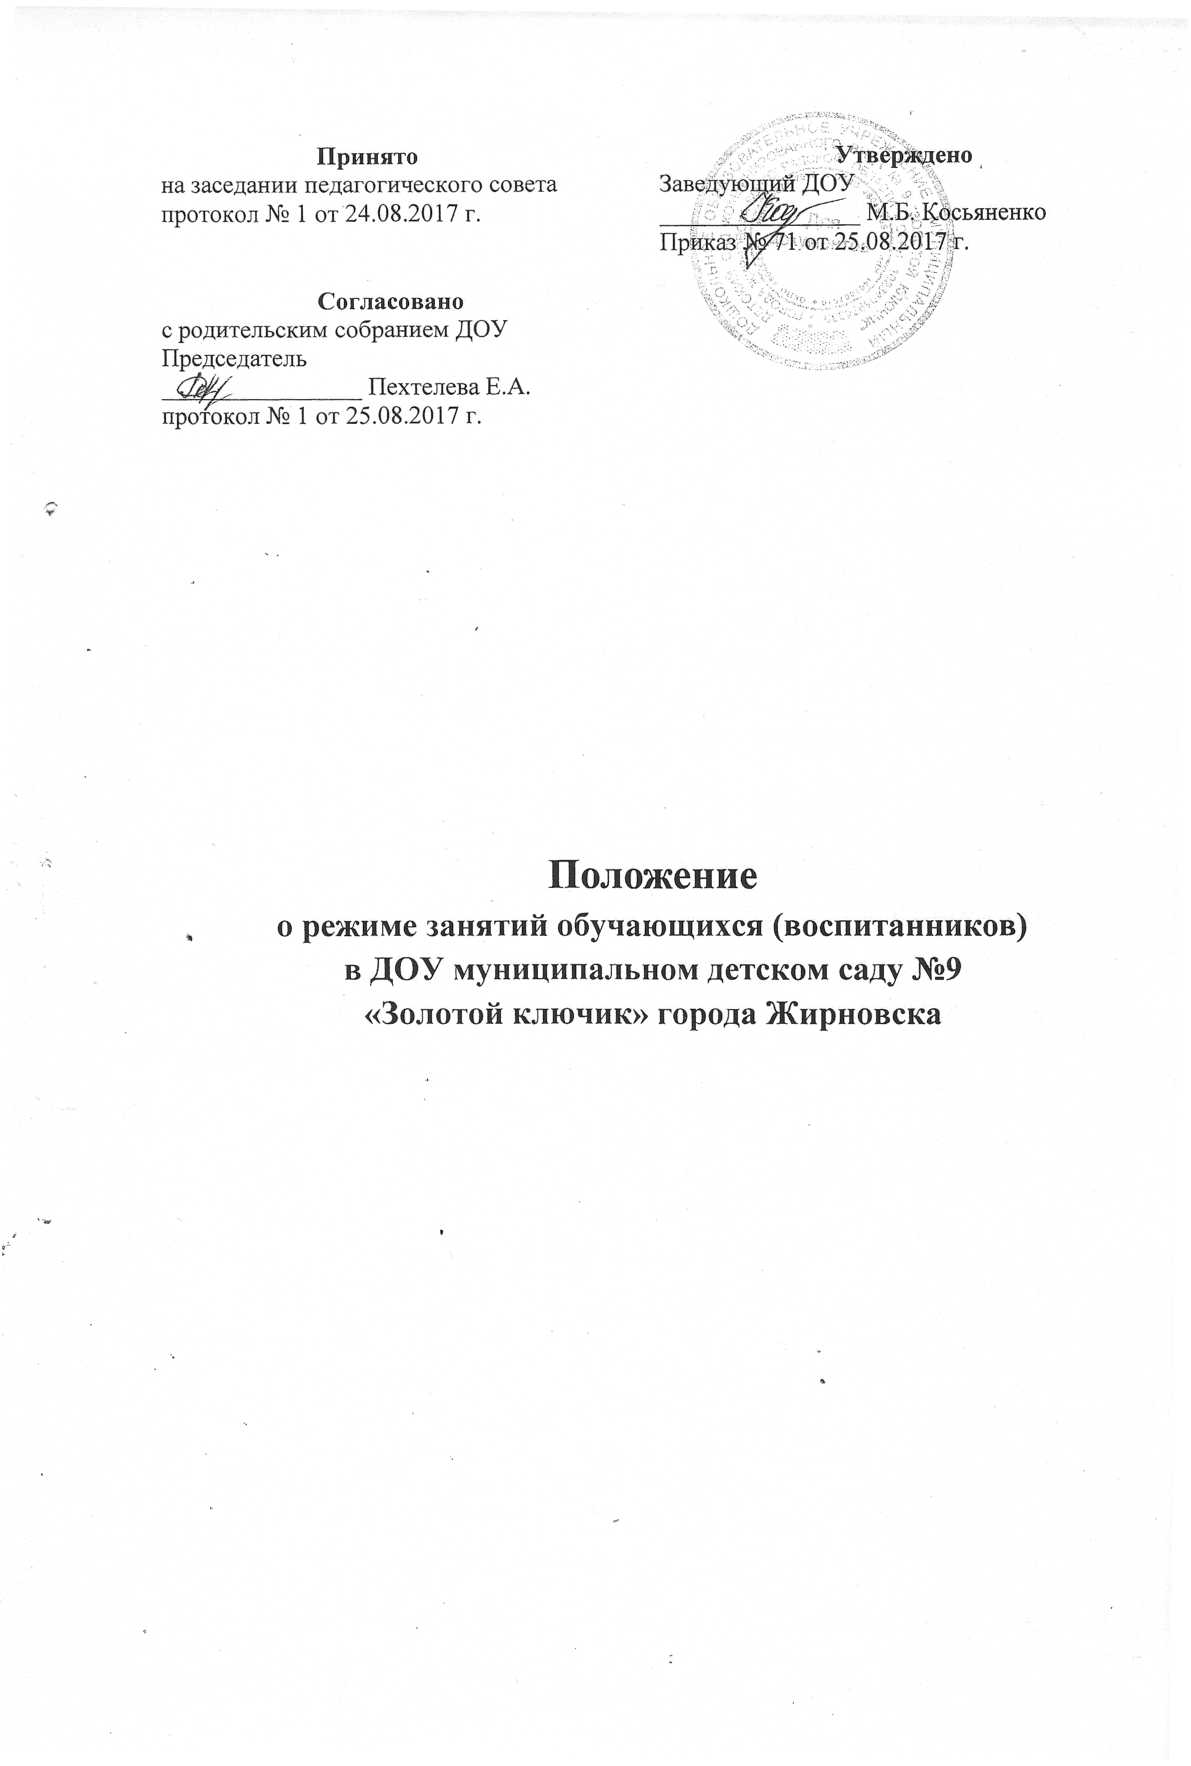 Принято
на заседании педагогического совета
протокол № 1 от 24.08.2017 г.
Утверждено
Заведующий ДОУ
________________ М.Б. Косьяненко
Приказ № 71 от 25.08.2017 г.
Согласовано
с родительским собранием ДОУ
Председатель
________________ Пехтелева Е.А.
протокол № 1 от 25.08.2017 г.
Положение
о режиме занятий обучающихся (воспитанников)
в ДОУ муниципальном детском саду №9
«Золотой ключик» города Жирновска